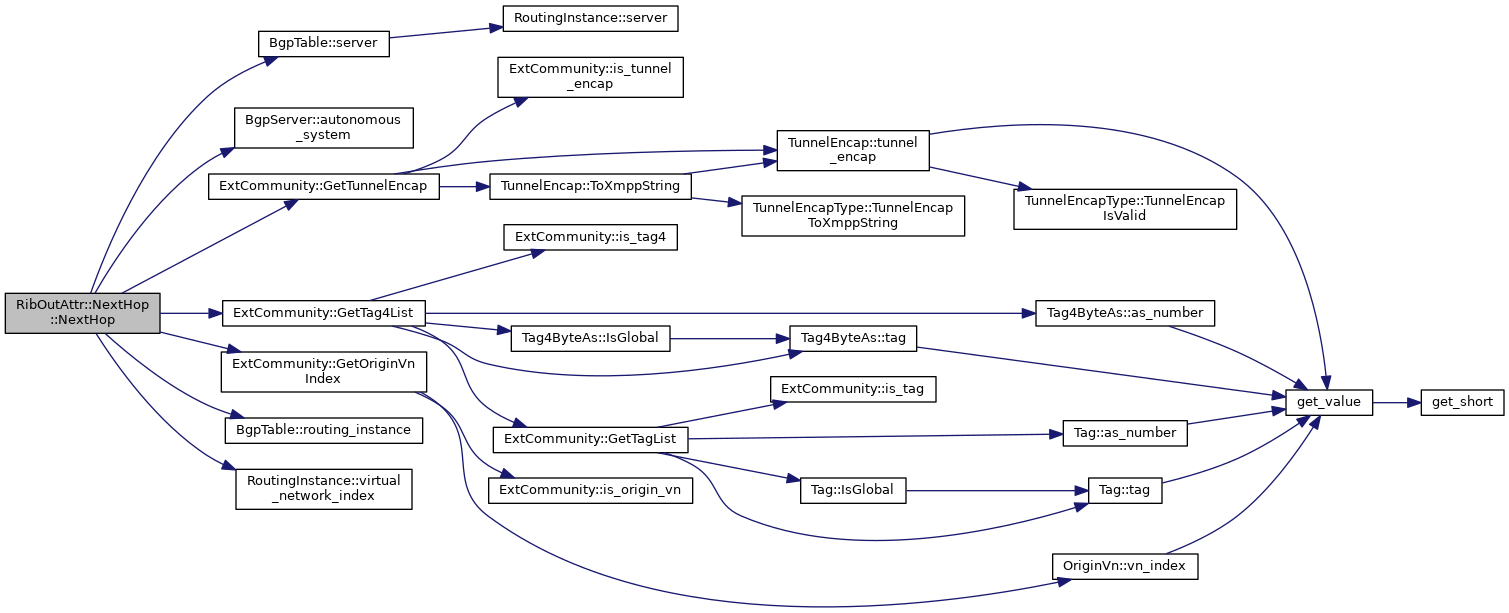 RibOutAttr::NextHop
::NextHop
BgpTable::server
RoutingInstance::server
BgpServer::autonomous
_system
ExtCommunity::GetTunnelEncap
ExtCommunity::is_tunnel
_encap
TunnelEncap::ToXmppString
TunnelEncap::tunnel
_encap
TunnelEncapType::TunnelEncap
ToXmppString
TunnelEncapType::TunnelEncap
IsValid
ExtCommunity::GetTag4List
ExtCommunity::is_tag4
Tag4ByteAs::IsGlobal
Tag4ByteAs::tag
Tag4ByteAs::as_number
ExtCommunity::GetOriginVn
Index
ExtCommunity::GetTagList
ExtCommunity::is_tag
Tag::as_number
Tag::IsGlobal
Tag::tag
get_value
get_short
BgpTable::routing_instance
RoutingInstance::virtual
_network_index
ExtCommunity::is_origin_vn
OriginVn::vn_index